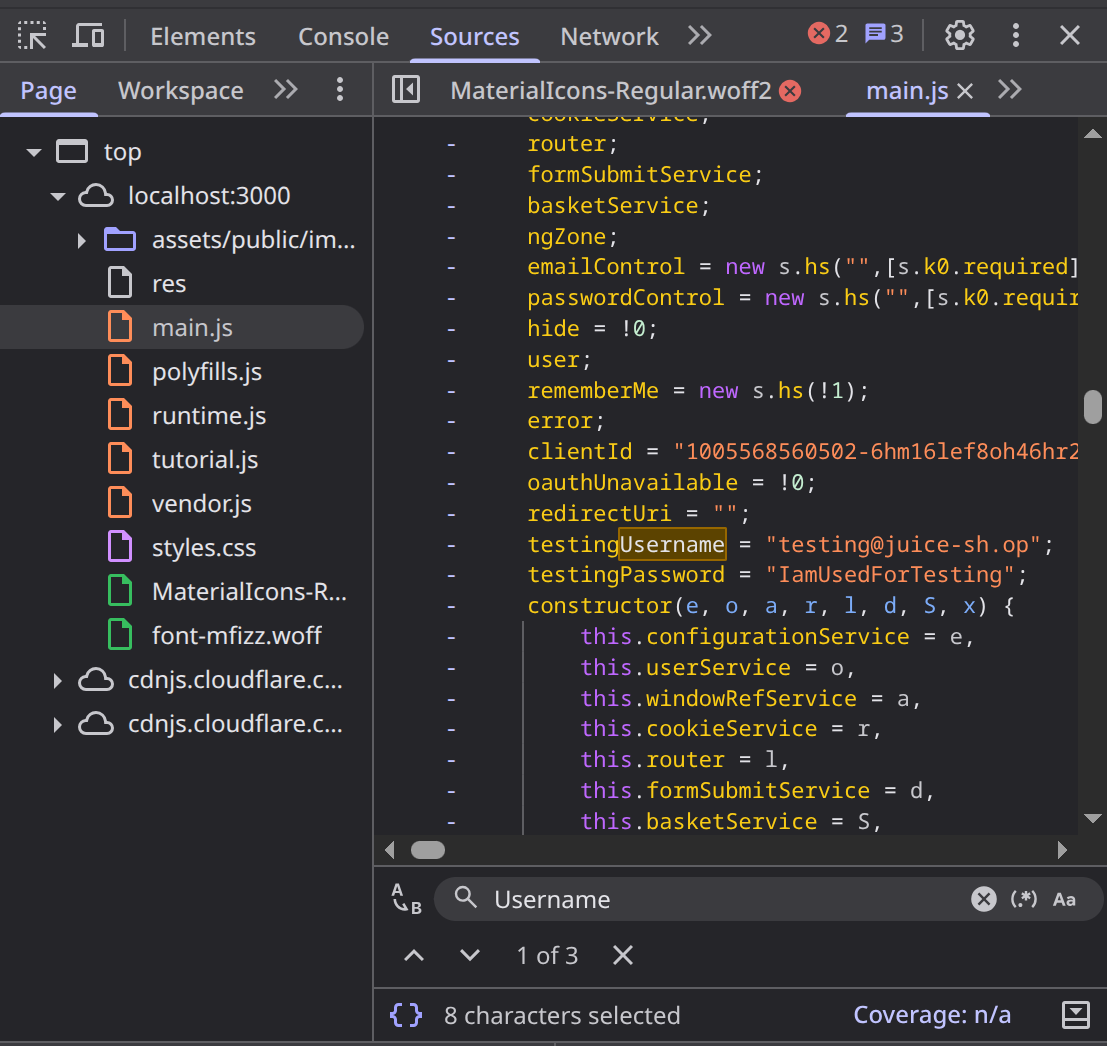 Elements Console Sources Network 2 3
Page Workspace
MaterialIcons-Regular.woff2 main.js
top
localhost:3000
assets/public/im...
res
main.js
polyfills.js
runtime.js
tutorial.js
vendor.js
styles.css
MaterialIcons-R...
font-mfizz.woff
cdnjs.cloudflare.c...
cdnjs.cloudflare.c...
- cookieService;
- router;
- formSubmitService;
- basketService;
- ngZone;
- emailControl = new s.hs("",[s.k0.required]
- passwordControl = new s.hs("",[s.k0.requir
- hide = !0;
- user;
- rememberMe = new s.hs(!1);
- error;
- clientId = "1005568560502-6hm16lef8oh46hr2
- oauthUnavailable = !0;
- redirectUri = "";
- testingUsername = "testing@juice-sh.op";
- testingPassword = "IamUsedForTesting";
- constructor(e, o, a, r, l, d, S, x) {
- this.configurationService = e,
- this.userService = o,
- this.windowRefService = a,
- this.cookieService = r,
- this.router = l,
- this.formSubmitService = d,
- this.basketService = S,
A B Username (.*) Aa
1 of 3
{} 8 characters selected Coverage: n/a